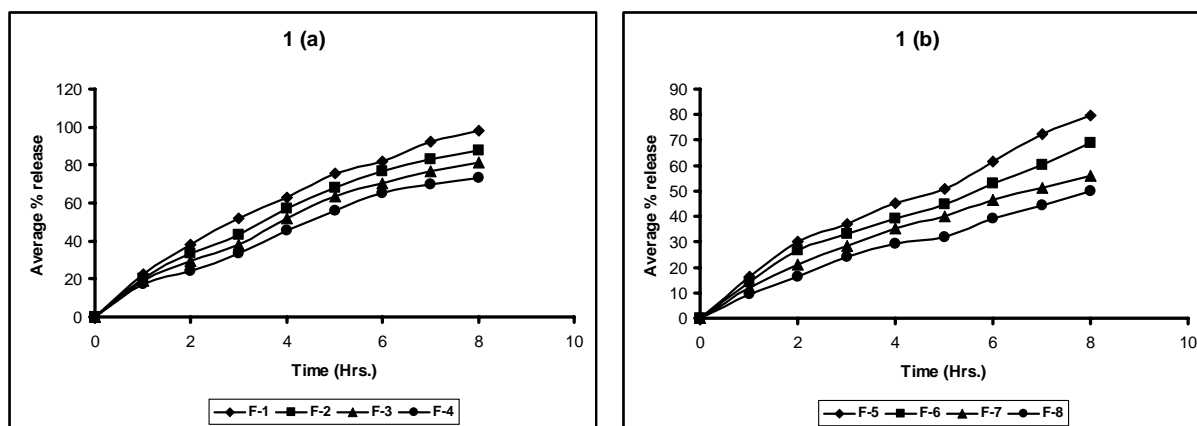 1 (a)
120
100
80
60
40
20
0
Average % release
0 2 4 6 8 10
Time (Hrs.)
F-1 F-2 F-3 F-4
1 (b)
90
80
70
60
50
40
30
20
10
0
Average % release
0 2 4 6 8 10
Time (Hrs.)
F-5 F-6 F-7 F-8